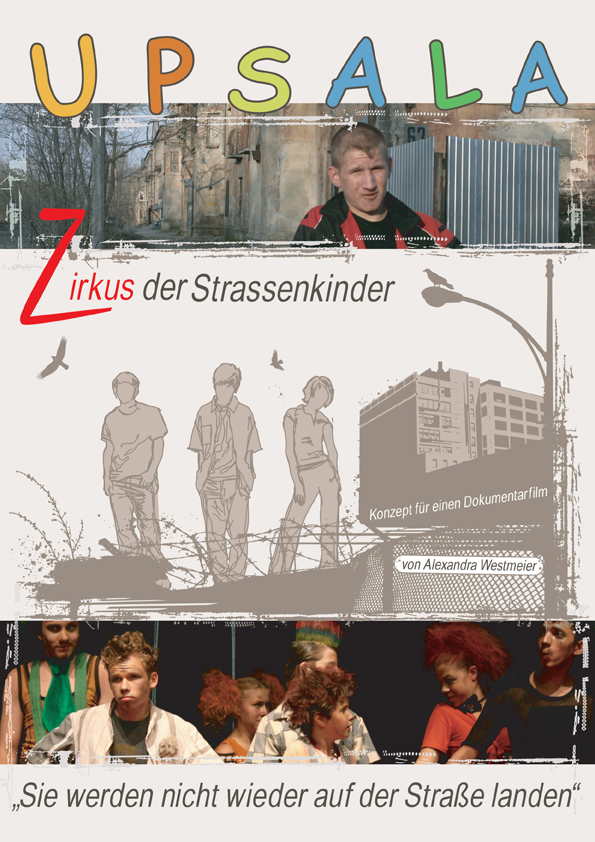 UPSALA
63
Zirkus der Strassenkinder
Konzept für einen Dokumentarfilm
von Alexandra Westmeier
„Sie werden nicht wieder auf der Straße landen“